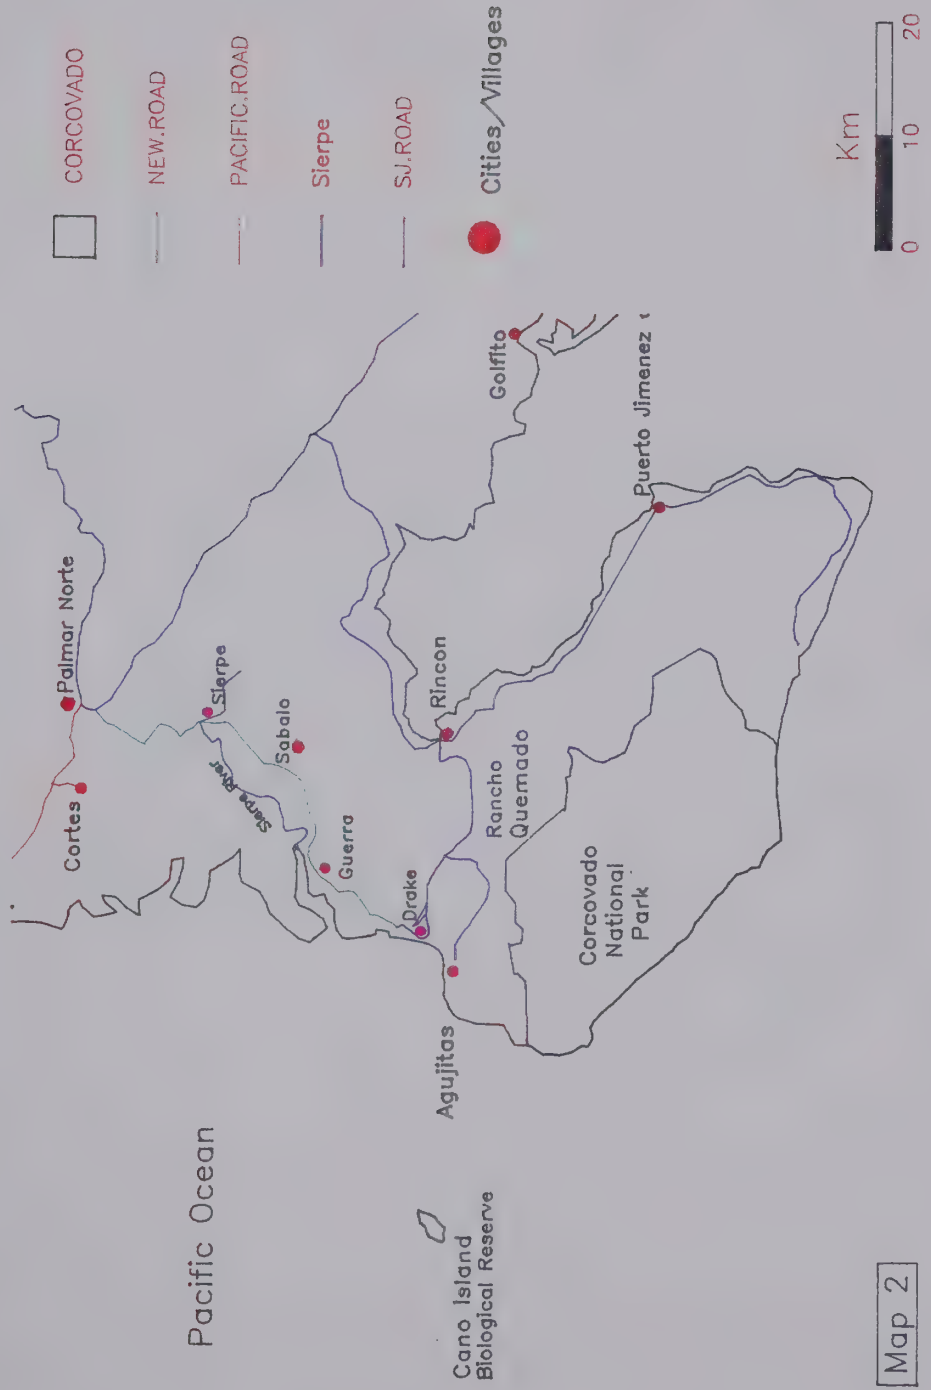 CORCOVADO
NEW.ROAD
PACIFIC.ROAD
Sierpe
SJ.ROAD
Cities/Villages
Km
0 10 20
Palmar Norte
Cortes
Sierpe
Sierpe River
Sabalo
Guerra
Drake
Agujitas
Rincon
Rancho
Quemado
Golfito
Puerto Jimenez
Corcovado
National
Park
Pacific Ocean
Cano Island
Biological Reserve
Map 2